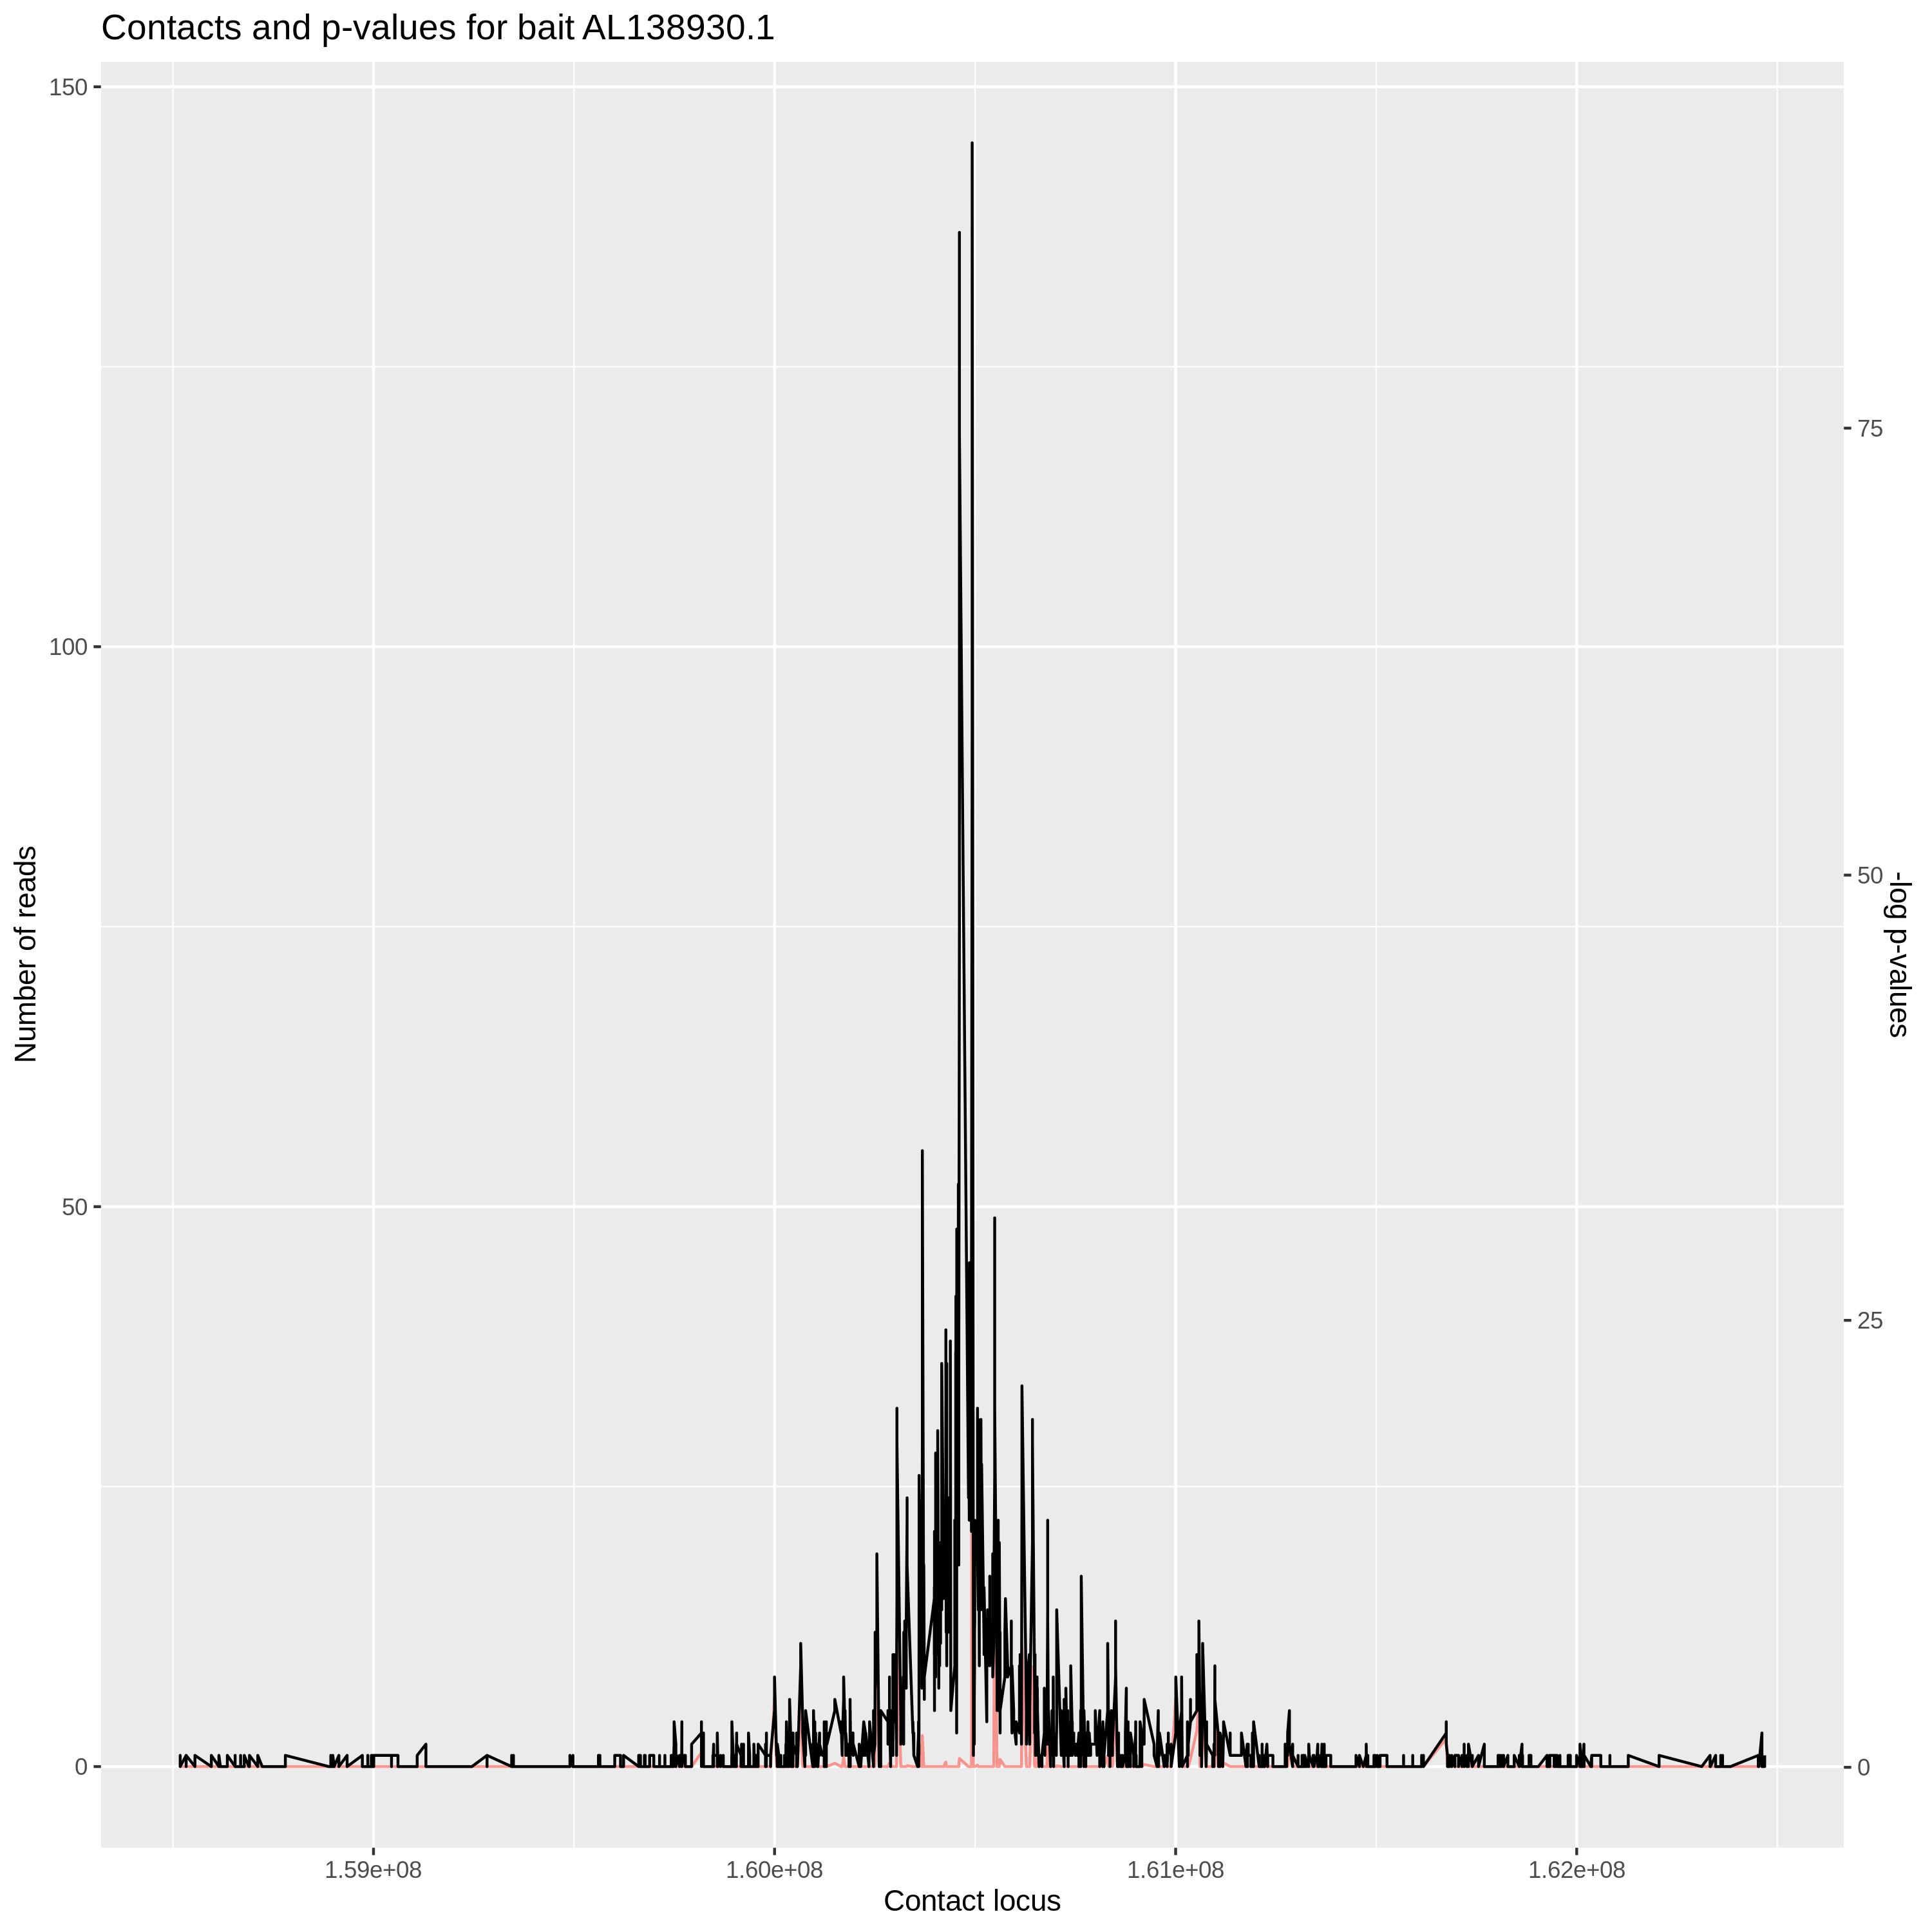 Contacts and p-values for bait AL138930.1
150
100
50
0
Number of reads
75
50
25
0
-log p-values
1.59e+08
1.60e+08
1.61e+08
1.62e+08
Contact locus